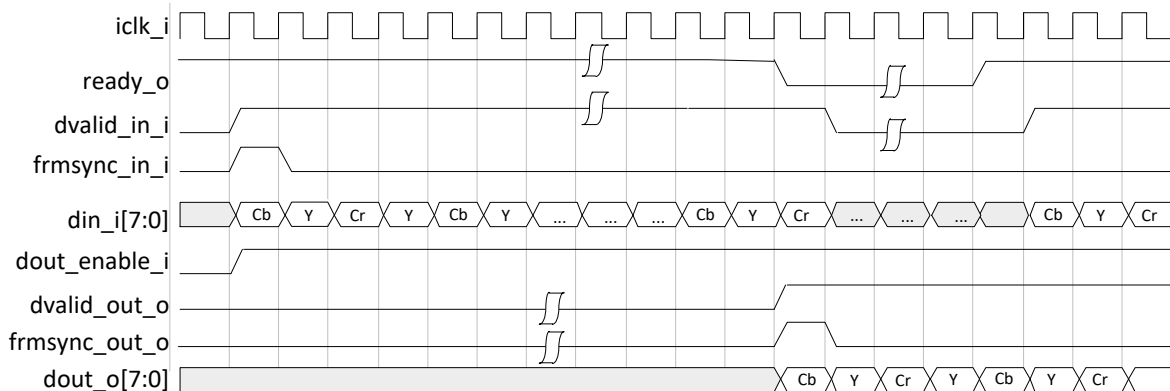 iclk_i
ready_o
dvalid_in_i
frmsync_in_i
din_i[7:0] Cb Y Cr Y Cb Y ... ... ... Cb Y Cr ... ... ... Cb Y Cr
dout_enable_i
dvalid_out_o
frmsync_out_o
dout_o[7:0] Cb Y Cr Y Cb Y Cr